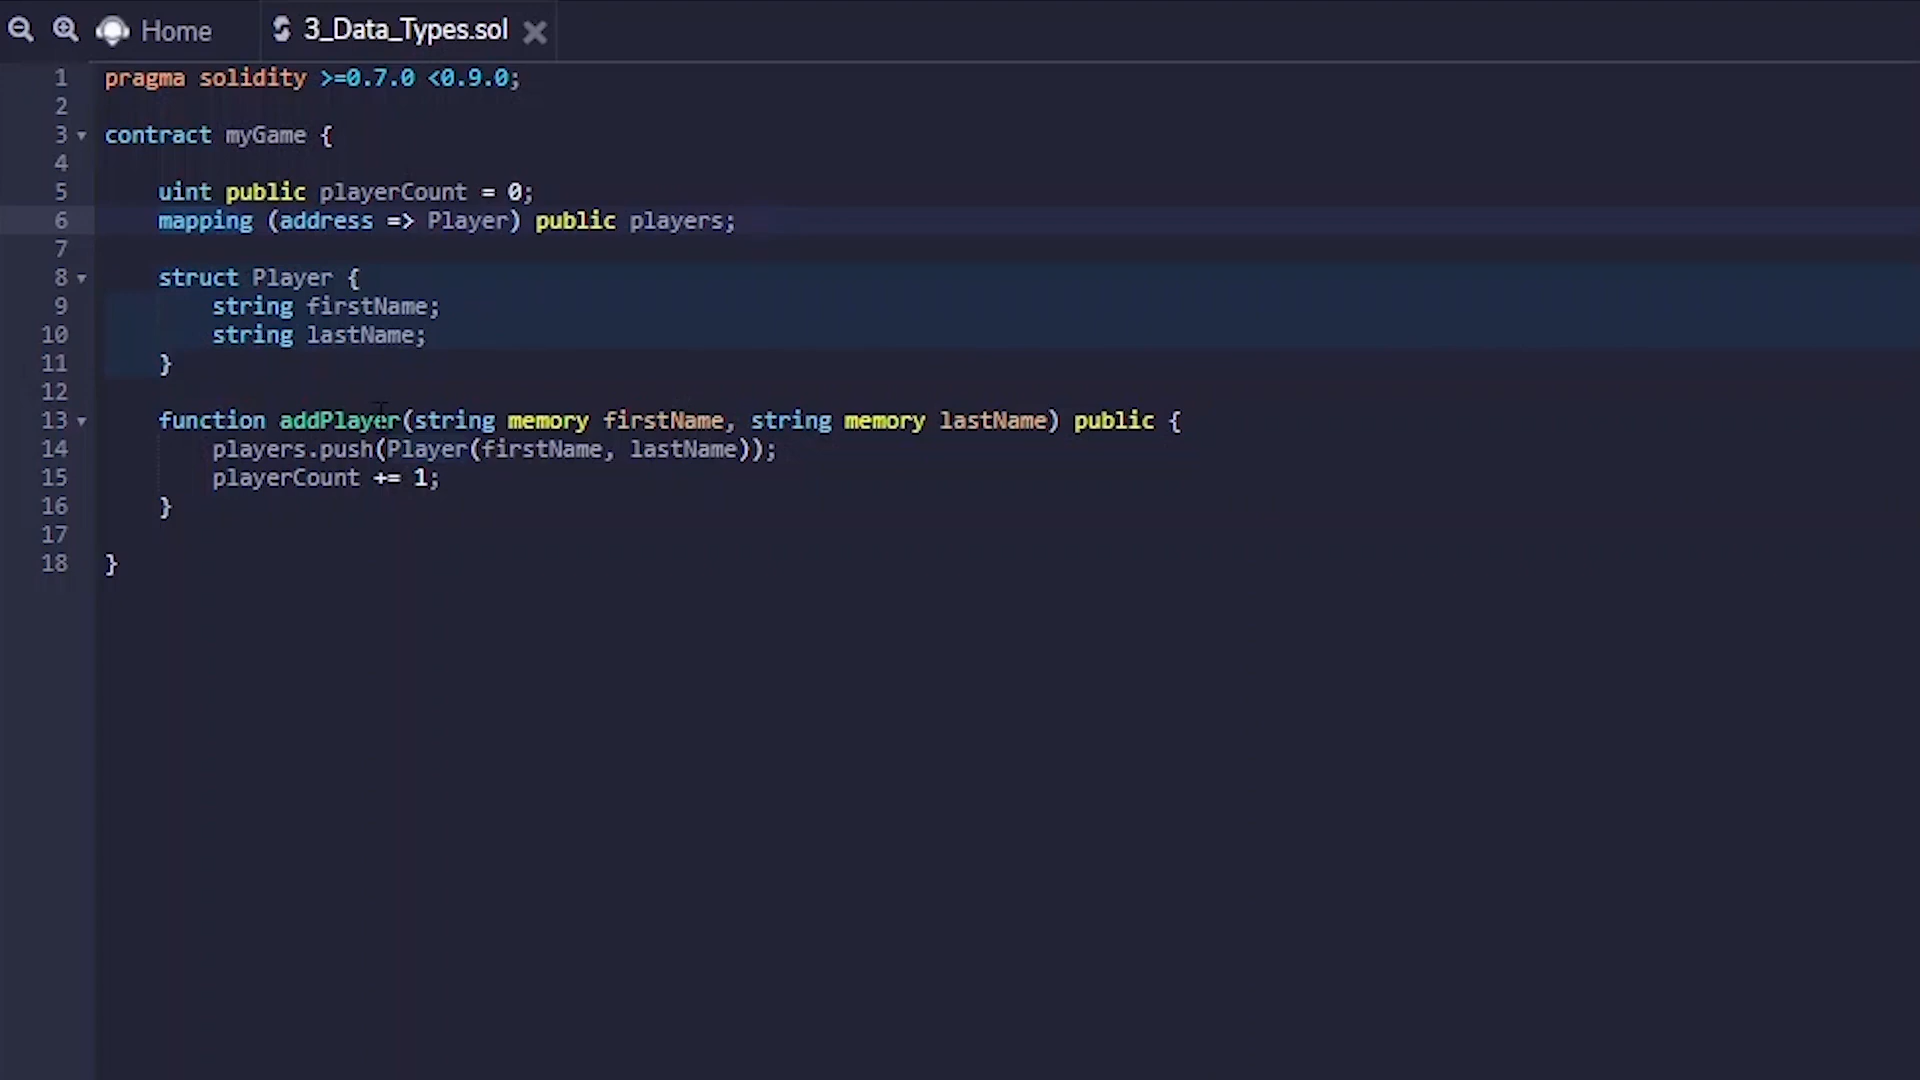 Home 3_Data_Types.sol
1 pragma solidity >=0.7.0 <0.9.0;
2
3 contract myGame {
4
5 uint public playerCount = 0;
6 mapping (address => Player) public players;
7
8 struct Player {
9 string firstName;
10 string lastName;
11 }
12
13 function addPlayer(string memory firstName, string memory lastName) public {
14 players.push(Player(firstName, lastName));
15 playerCount += 1;
16 }
17
18 }